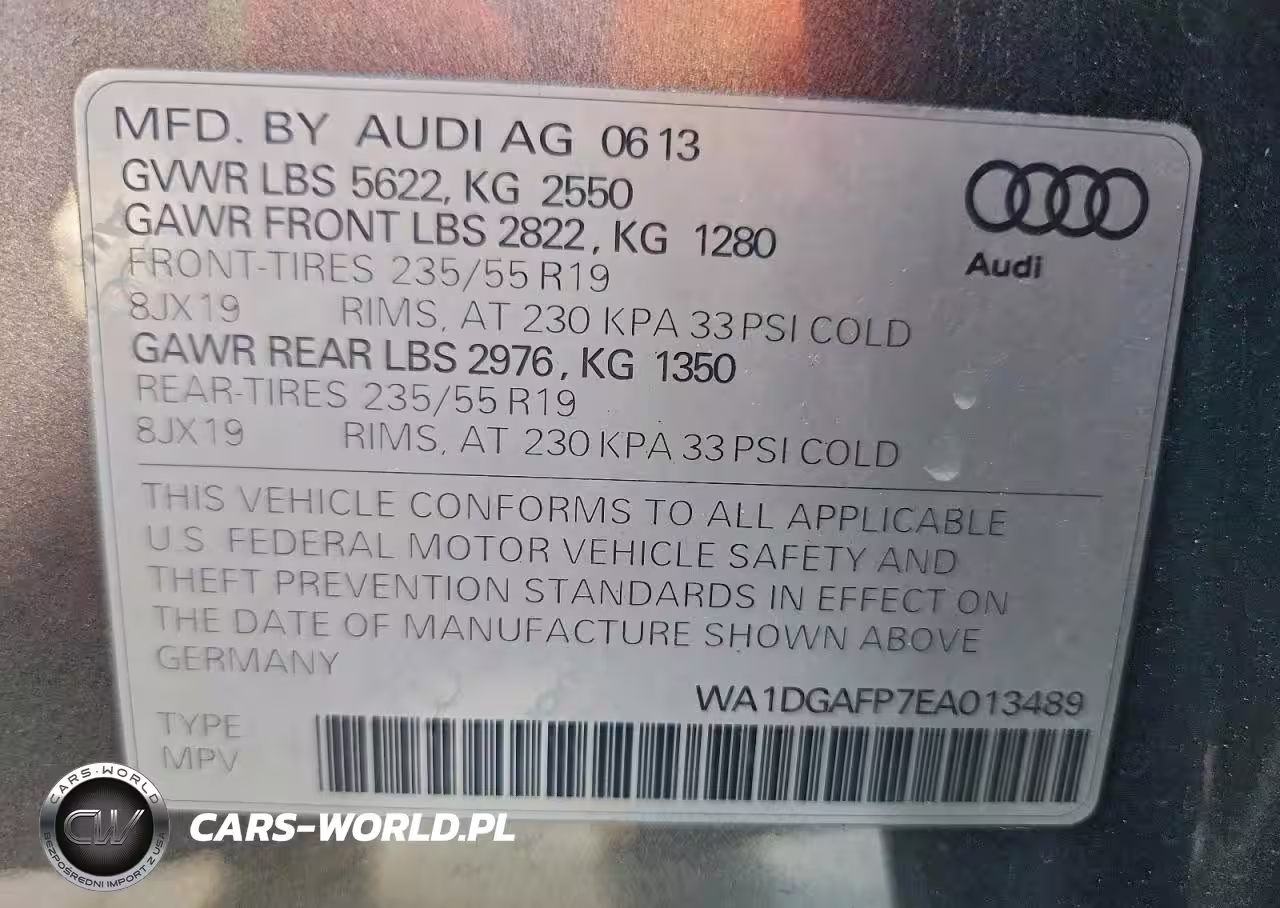 MFD. BY AUDI AG 06 13
GVWR LBS 5622, KG 2550
GAWR FRONT LBS 2822, KG 1280
FRONT-TIRES 235/55 R19
8JX19 RIMS, AT 230 KPA 33 PSI COLD
GAWR REAR LBS 2976, KG 1350
REAR-TIRES 235/55 R19
8JX19 RIMS, AT 230 KPA 33 PSI COLD
Audi
THIS VEHICLE CONFORMS TO ALL APPLICABLE
U.S. FEDERAL MOTOR VEHICLE SAFETY AND
THEFT PREVENTION STANDARDS IN EFFECT ON
THE DATE OF MANUFACTURE SHOWN ABOVE
GERMANY
WA1DGAFP7EA013489
TYPE
MPV
CARS-WORLD
CW
BEZPOŚREDNI IMPORT Z USA
CARS-WORLD.PL